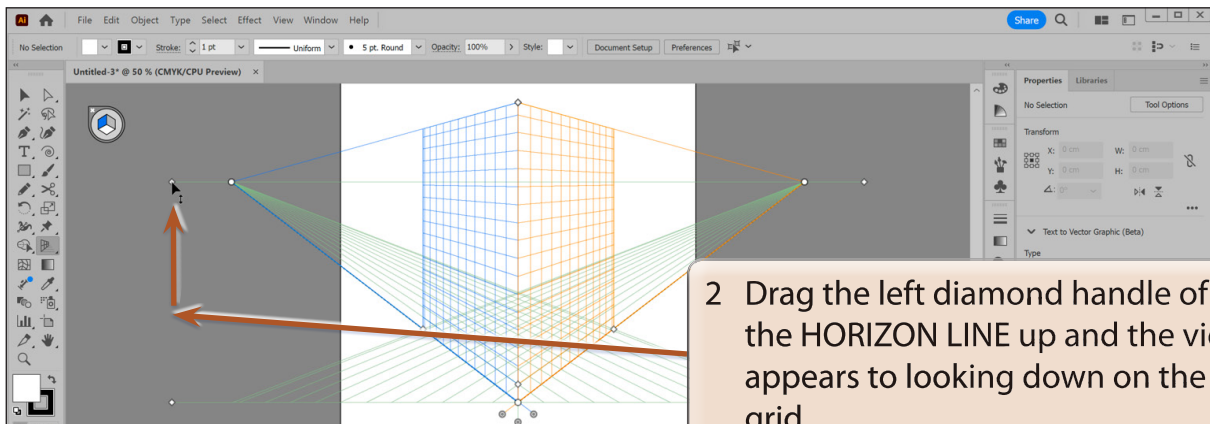 Ai File Edit Object Type Select Effect View Window Help Share
No Selection Stroke: 1 pt Uniform 5 pt. Round Opacity: 100% Style: Document Setup Preferences
Untitled-3* @ 50 % (CMYK/CPU Preview) ×
Properties Libraries
No Selection Tool Options
Transform
X: 0 cm W: 0 cm
Y: 0 cm H: 0 cm
0°
Text to Vector Graphic (Beta)
Type
2 Drag the left diamond handle of
the HORIZON LINE up and the
appears to looking down on the
grid